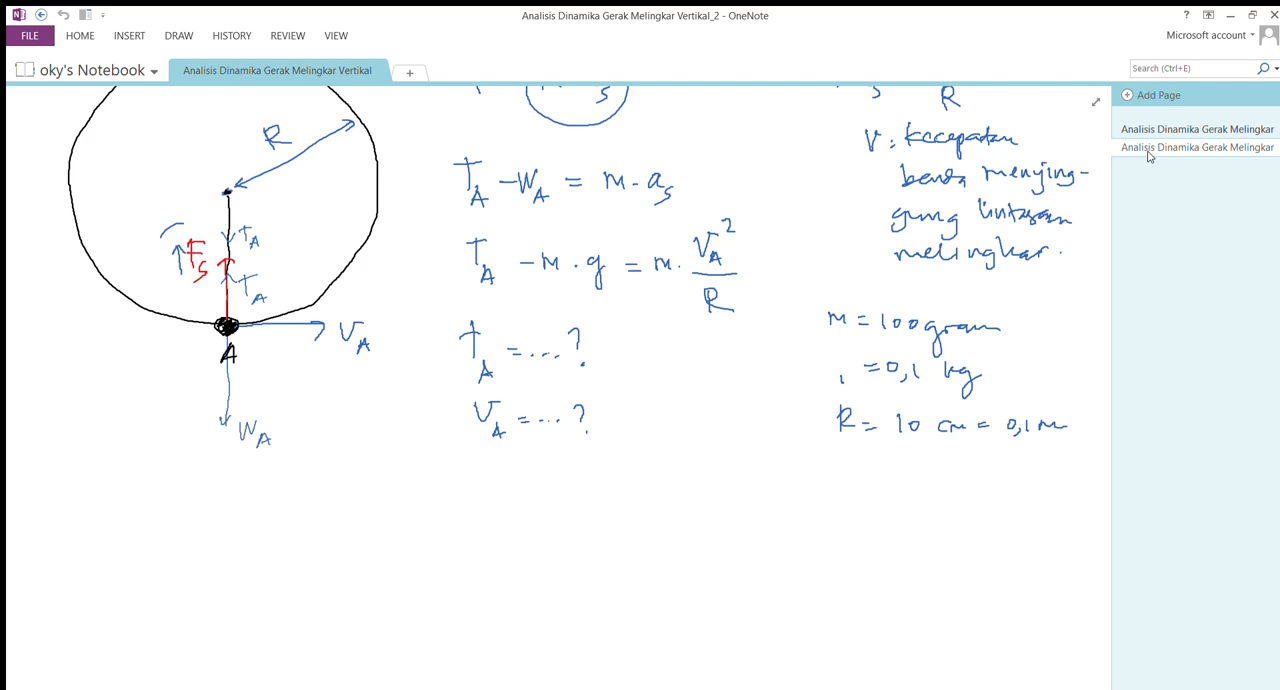 Analisis Dinamika Gerak Melingkar Vertikal_2 - OneNote
FILE HOME INSERT DRAW HISTORY REVIEW VIEW
Microsoft account
oky's Notebook
Analisis Dinamika Gerak Melingkar Vertikal
+
Search (Ctrl+E)
Add Page
Analisis Dinamika Gerak Melingkar
Analisis Dinamika Gerak Melingkar
R
T_A
F_S
T_A
V_A
A
W_A
S
T_A - W_A = m . a_s
T_A - m . g = m . V_A^2 / R
T_A = ... ?
V_A = ... ?
S R
V : kecepatan
benda menying-
gung lintasan
melingkar .
m = 100 gram
= 0,1 kg
R = 10 cm = 0,1 m